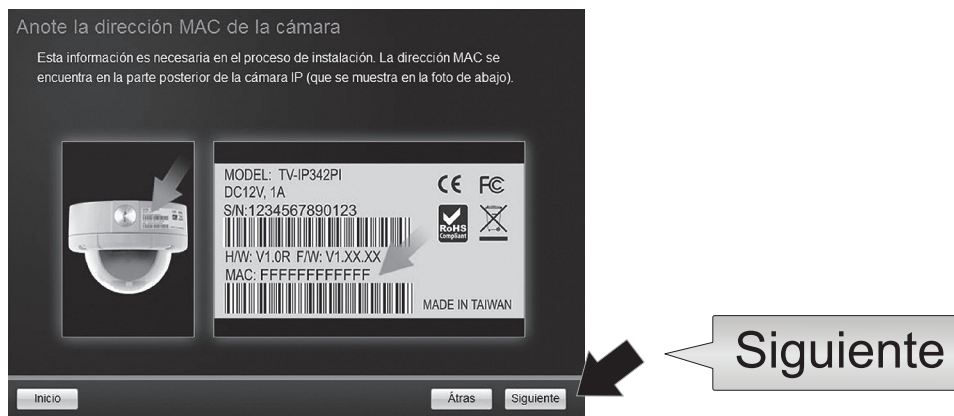 Anote la dirección MAC de la cámara
Esta información es necesaria en el proceso de instalación. La dirección MAC se
encuentra en la parte posterior de la cámara IP (que se muestra en la foto de abajo).
MODEL: TV-IP342PI
DC12V, 1A
S/N:1234567890123
H/W: V1.0R F/W: V1.XX.XX
MAC: FFFFFFFFFFFF
CE FC
RoHS
Compliant
MADE IN TAIWAN
Siguiente
Inicio
Átras
Siguiente